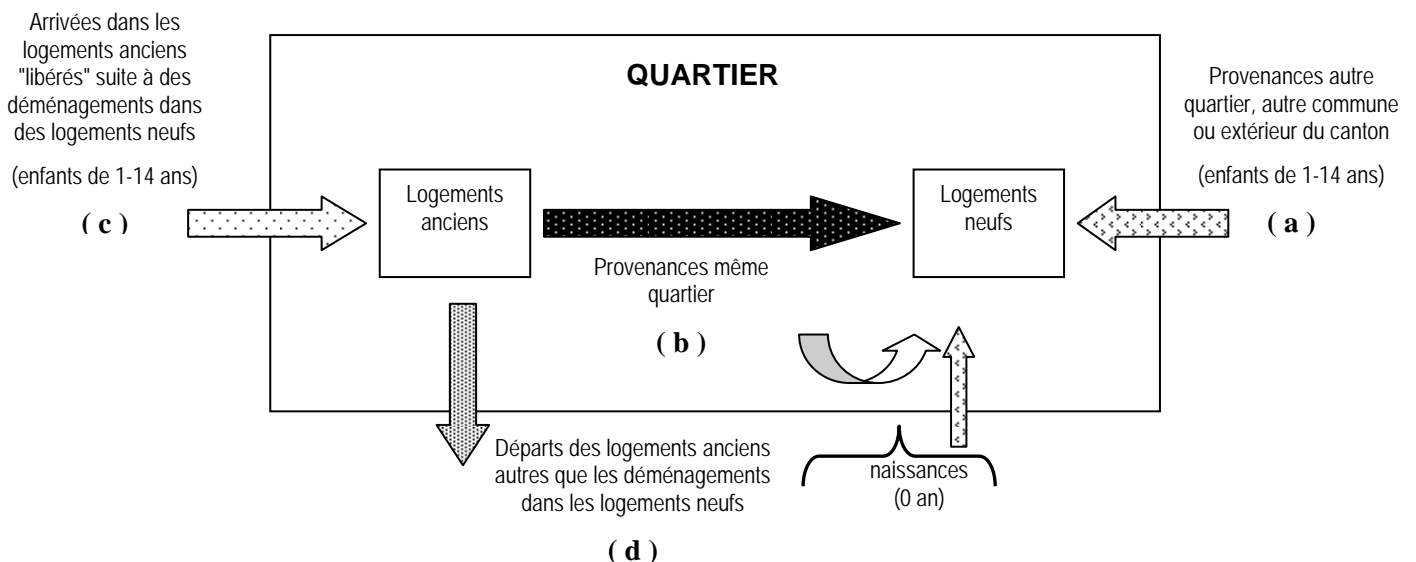 Arrivées dans les
logements anciens
"libérés" suite à des
déménagements dans
des logements neufs
(enfants de 1-14 ans)
( c )
QUARTIER
Logements
anciens
Provenances même
quartier
( b )
Logements
neufs
Provenances autre
quartier, autre commune
ou extérieur du canton
(enfants de 1-14 ans)
( a )
Départs des logements anciens
autres que les déménagements
dans les logements neufs
( d )
naissances
(0 an)